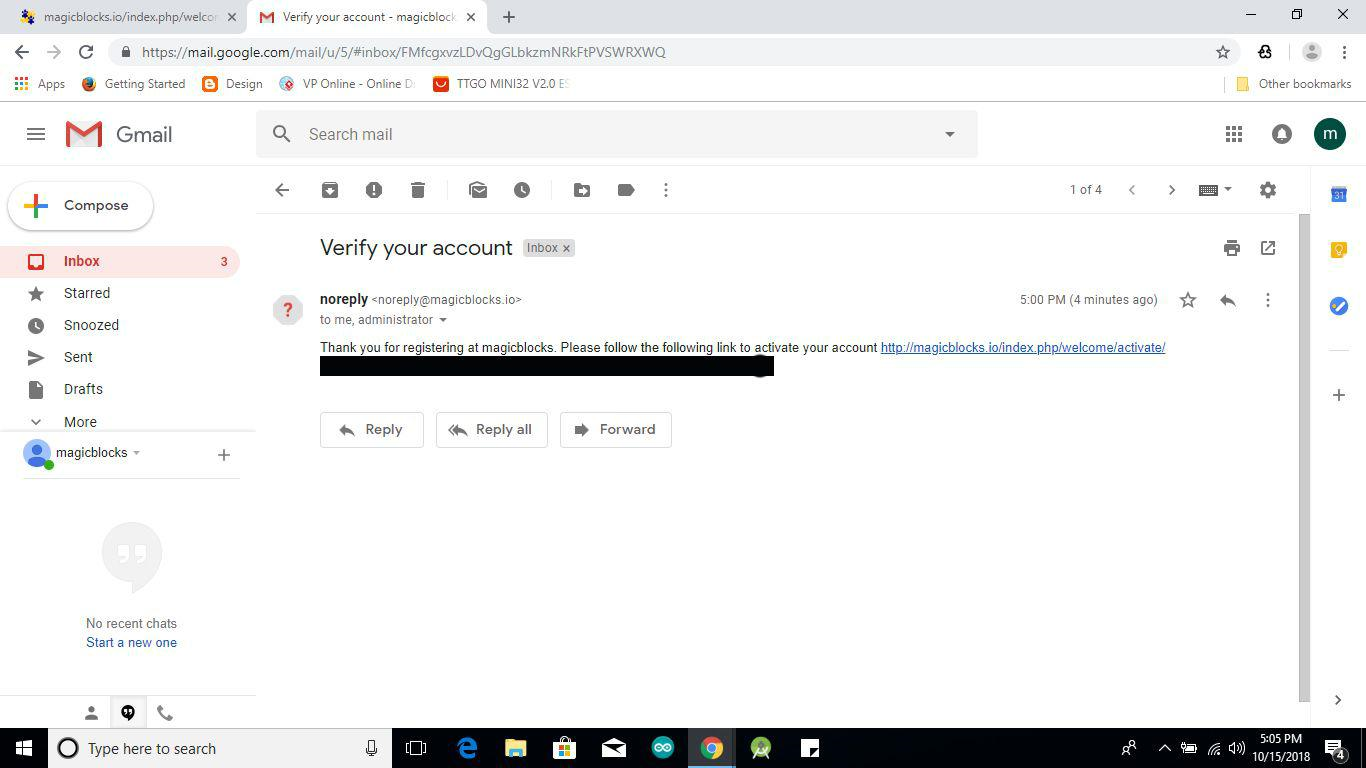 magicblocks.io/index.php/welcor
Verify your account - magicblock
https://mail.google.com/mail/u/5/#inbox/FMfcgxvzLDvQgGLbkzmNRkFtPVSWRXWQ
Apps
Getting Started
Design
VP Online - Online D
TTGO MINI32 V2.0 ES
Other bookmarks
Gmail
Search mail
m
Compose
1 of 4
31
Verify your account
Inbox x
Inbox 3
Starred
Snoozed
Sent
Drafts
More
noreply <noreply@magicblocks.io>
5:00 PM (4 minutes ago)
to me, administrator
Thank you for registering at magicblocks. Please follow the following link to activate your account http://magicblocks.io/index.php/welcome/activate/
Reply
Reply all
Forward
magicblocks
No recent chats
Start a new one
Type here to search
5:05 PM
10/15/2018
4